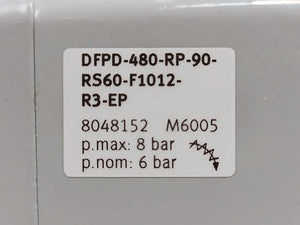 DFPD-480-RP-90-
RS60-F1012-
R3-EP
8048152 M6005
p.max: 8 bar
p.nom: 6 bar